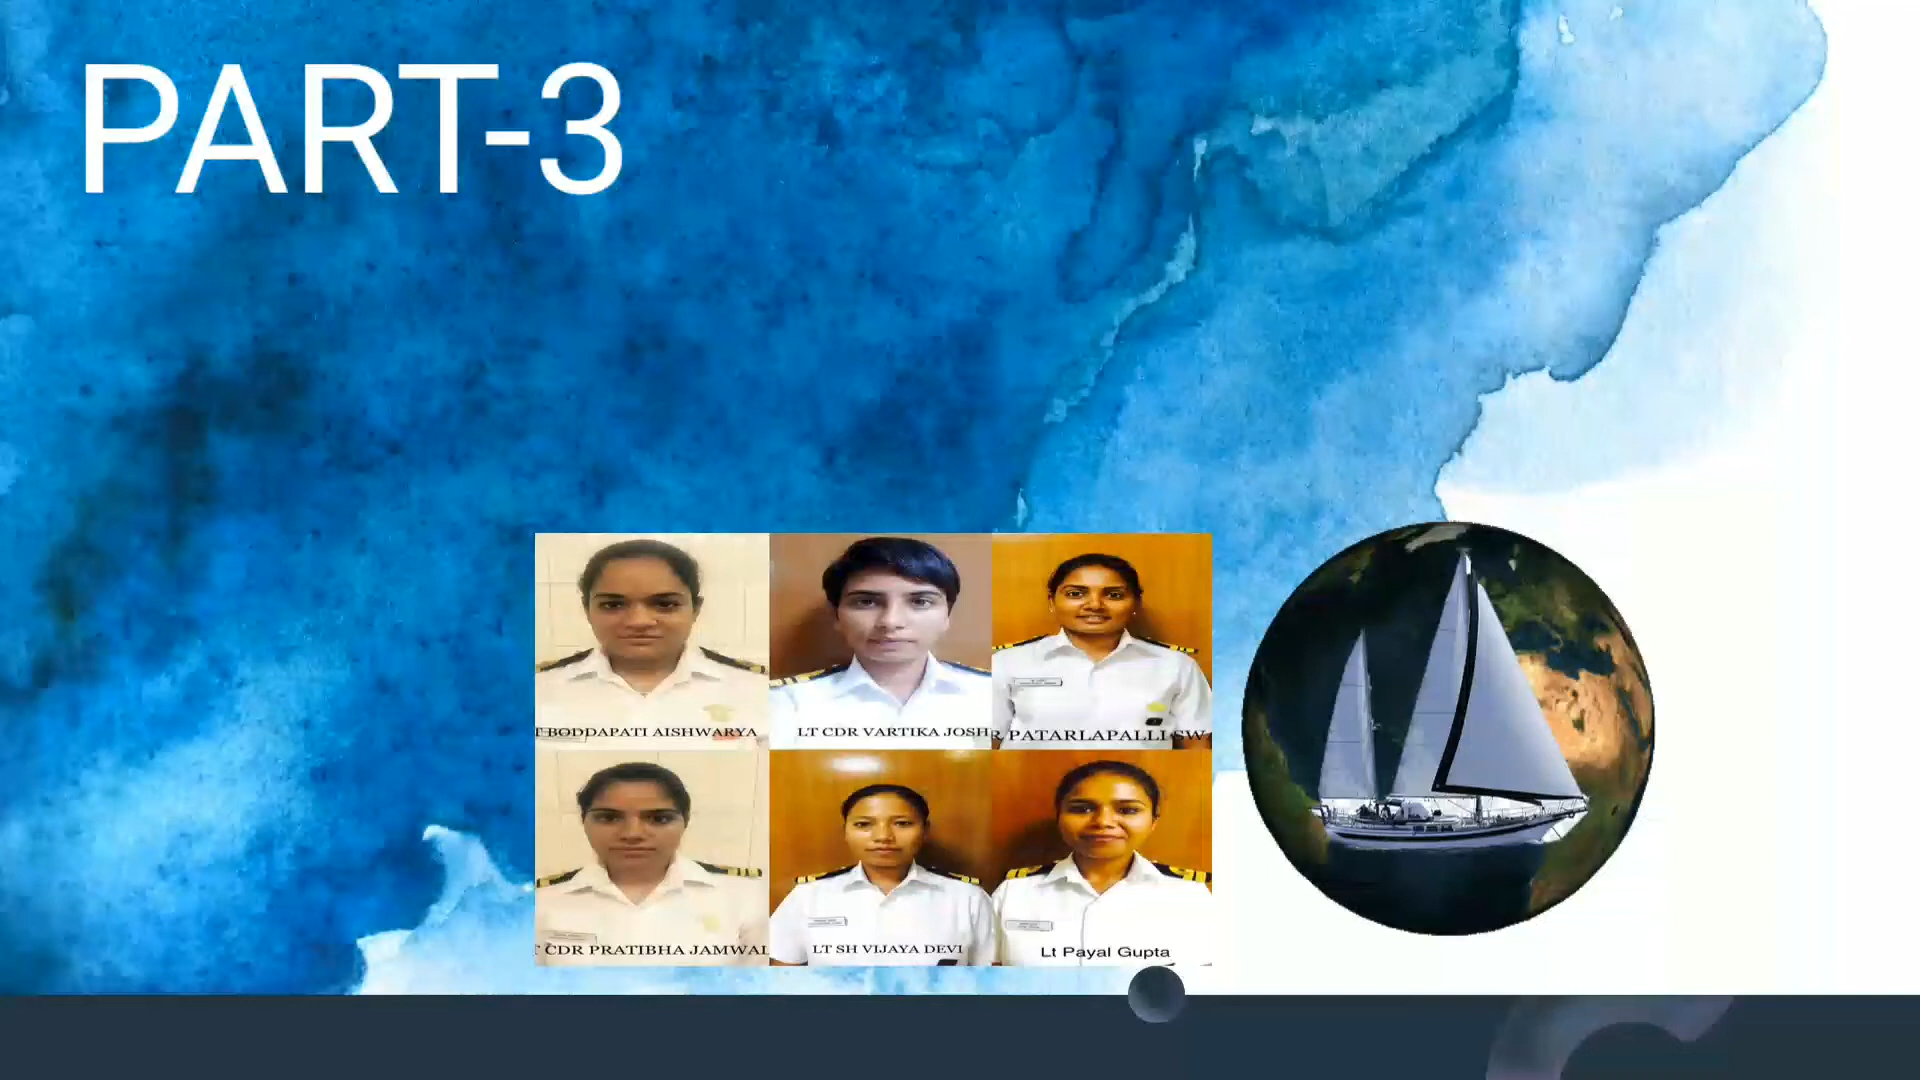 PART-3
T BODDAPATI AISHWARYA
LT CDR VARTIKA JOSH
R PATARLAPALLI SW
T CDR PRATIBHA JAMWAL
LT SH VIJAYA DEVI
Lt Payal Gupta